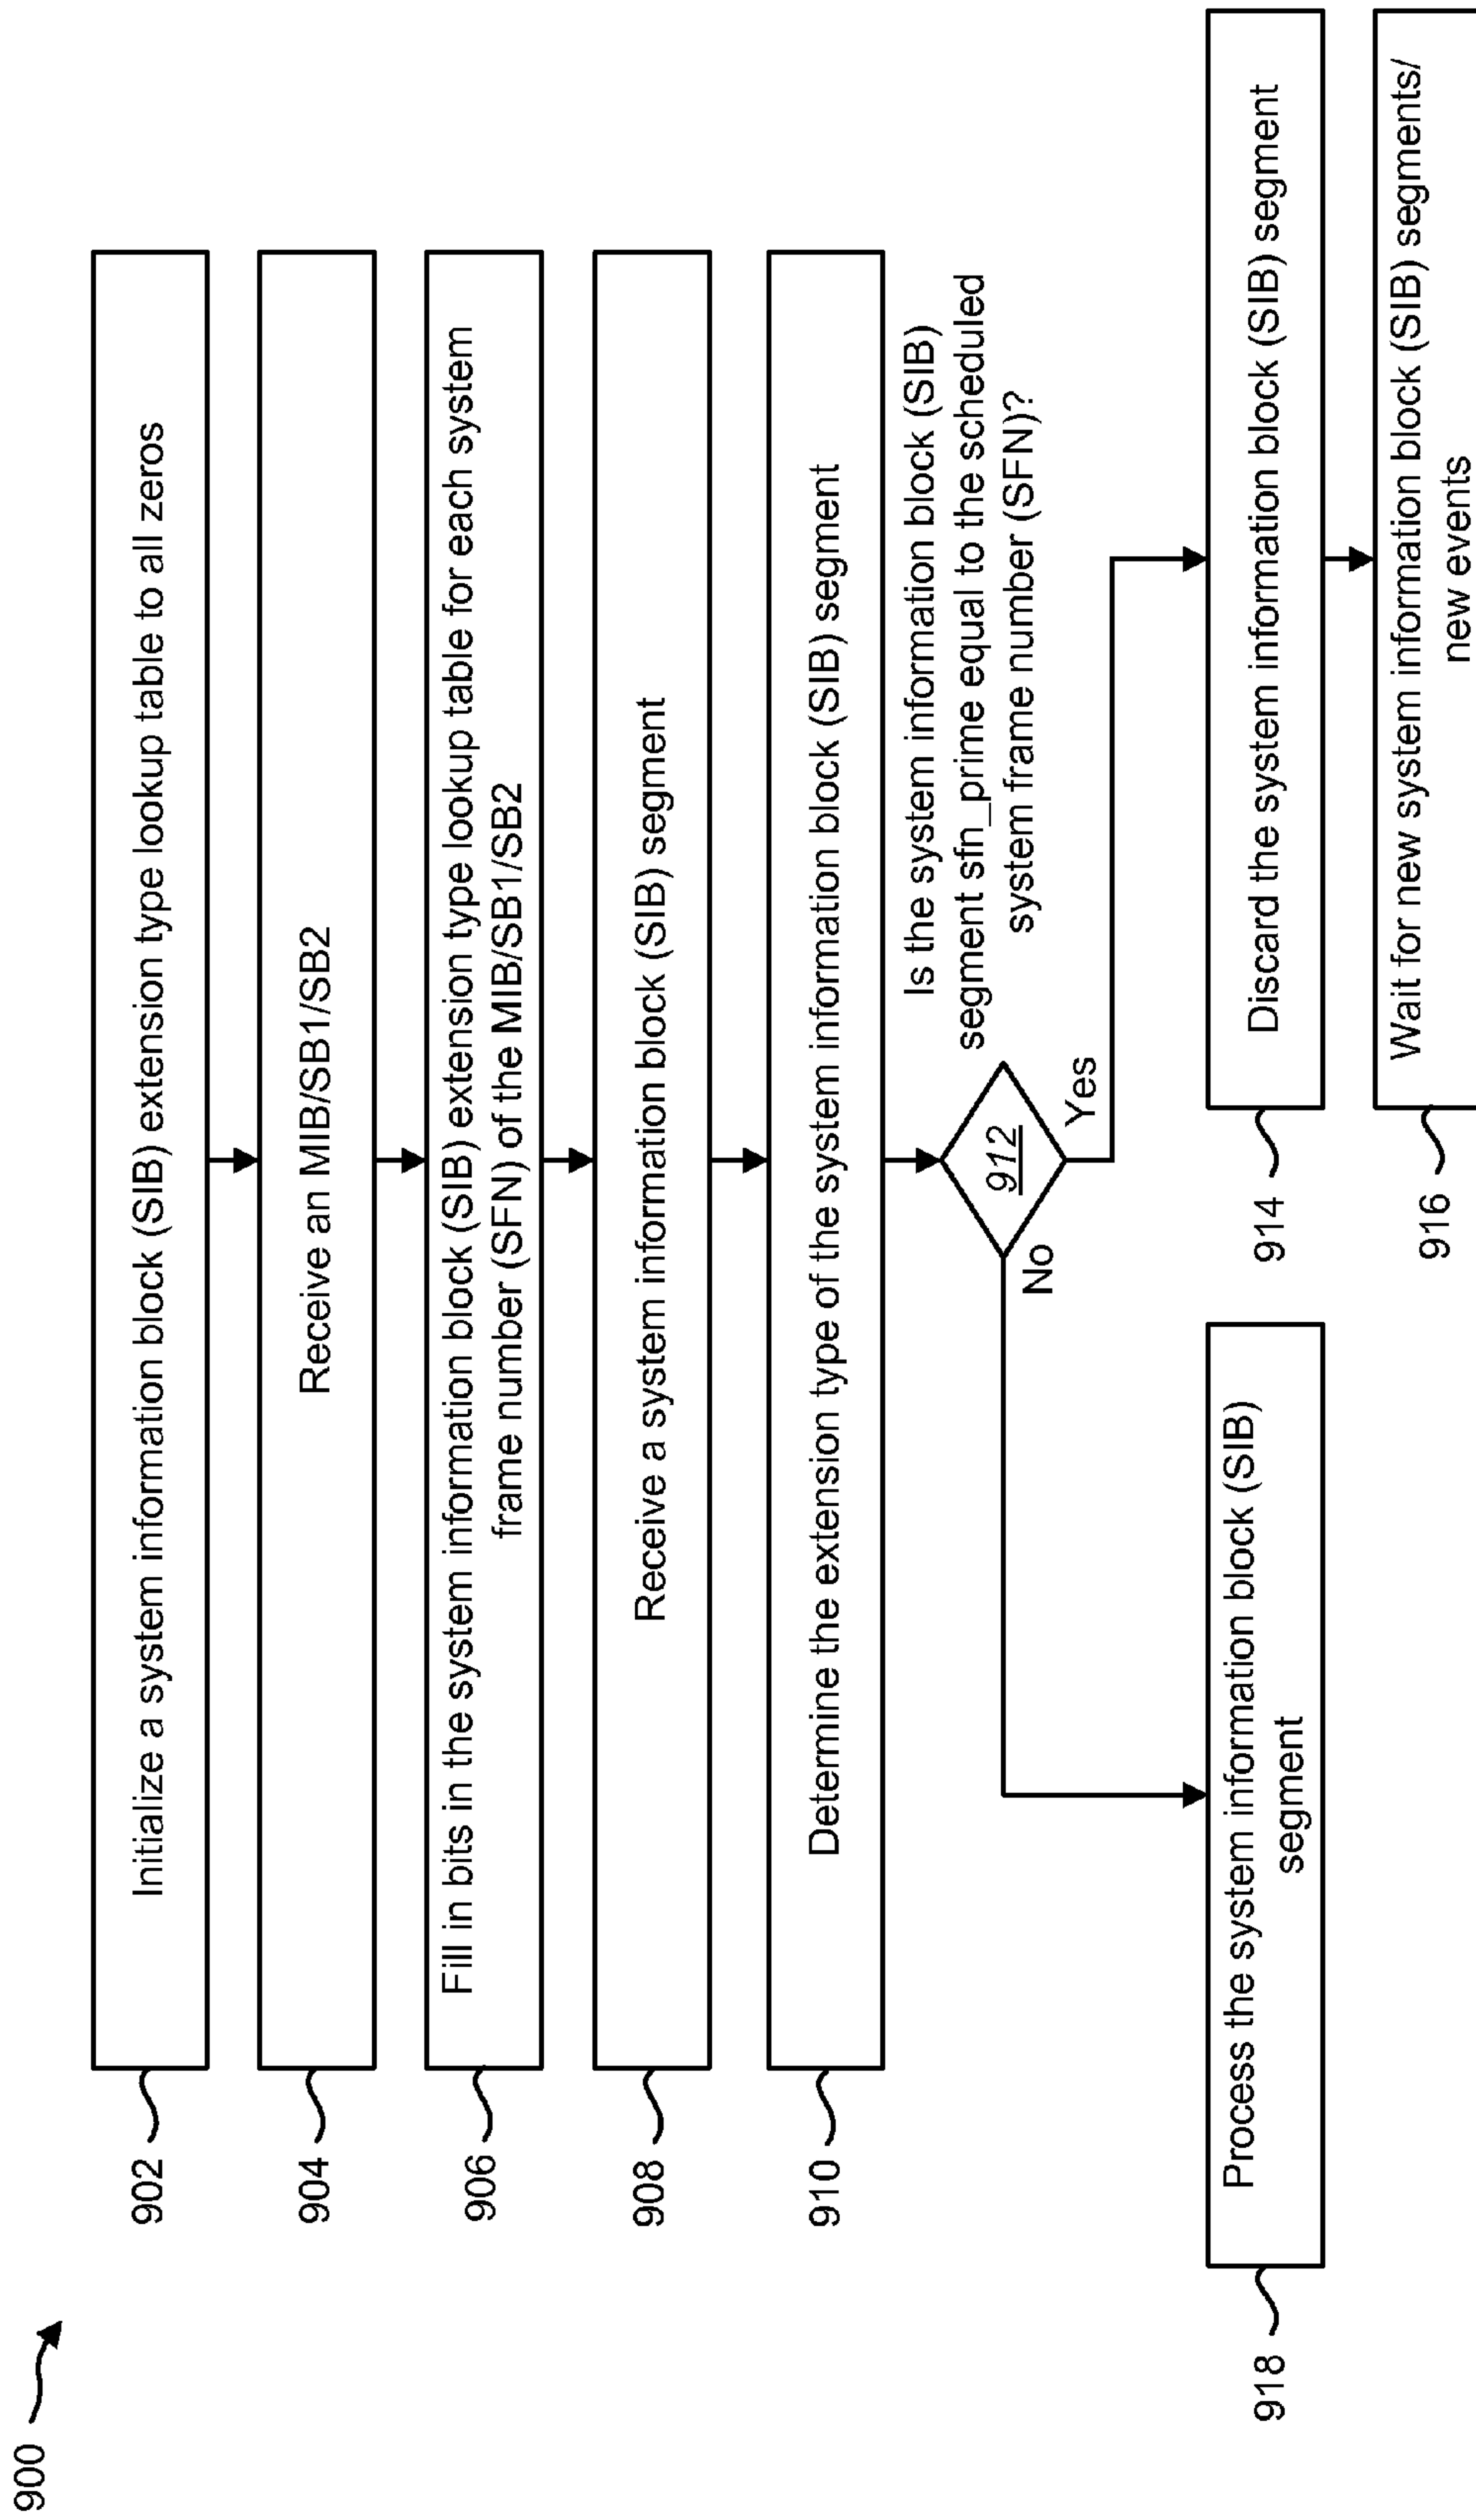 900
902
Initialize a system information block (SIB) extension type lookup table to all zeros
904
Receive an MIB/SB1/SB2
906
Fill in bits in the system information block (SIB) extension type lookup table for each system
frame number (SFN) of the MIB/SB1/SB2
908
Receive a system information block (SIB) segment
910
Determine the extension type of the system information block (SIB) segment
Is the system information block (SIB)
segment sfn_prime equal to the scheduled
system frame number (SFN)?
912
No
Yes
918
Process the system information block (SIB)
segment
914
Discard the system information block (SIB) segment
916
Wait for new system information block (SIB) segments/
new events